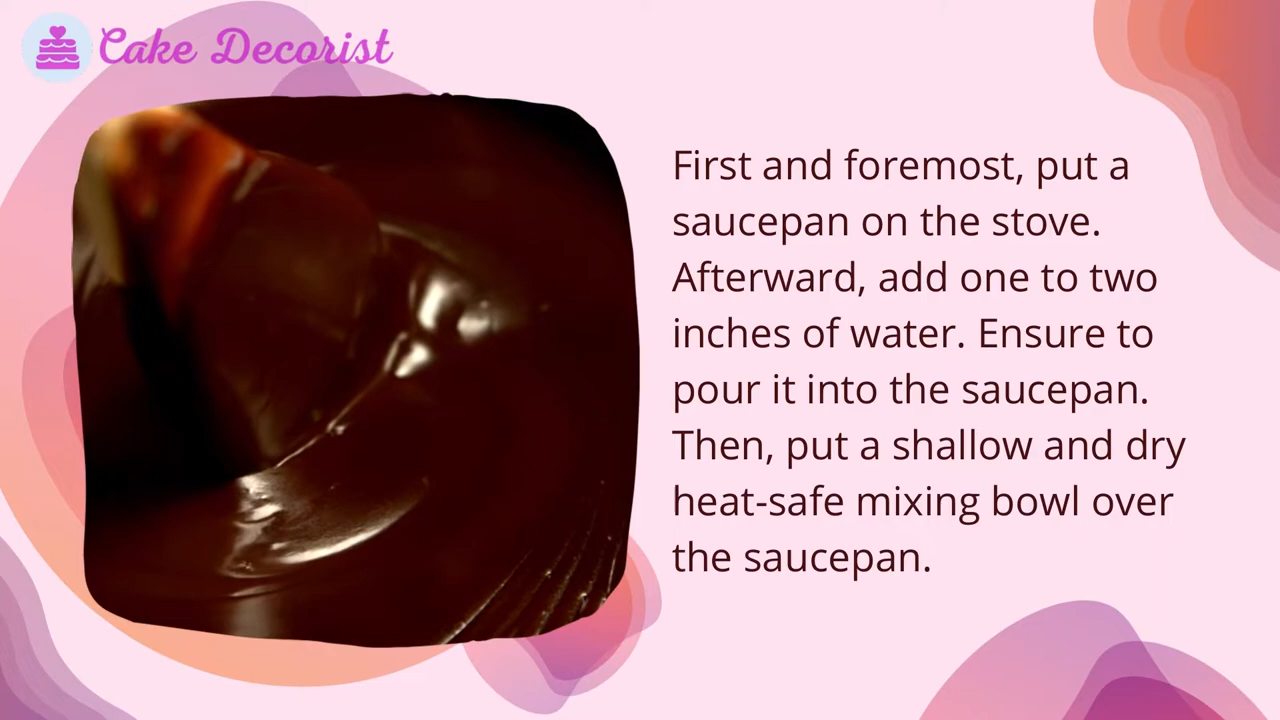 Cake Decorist
First and foremost, put a
saucepan on the stove.
Afterward, add one to two
inches of water. Ensure to
pour it into the saucepan.
Then, put a shallow and dry
heat-safe mixing bowl over
the saucepan.